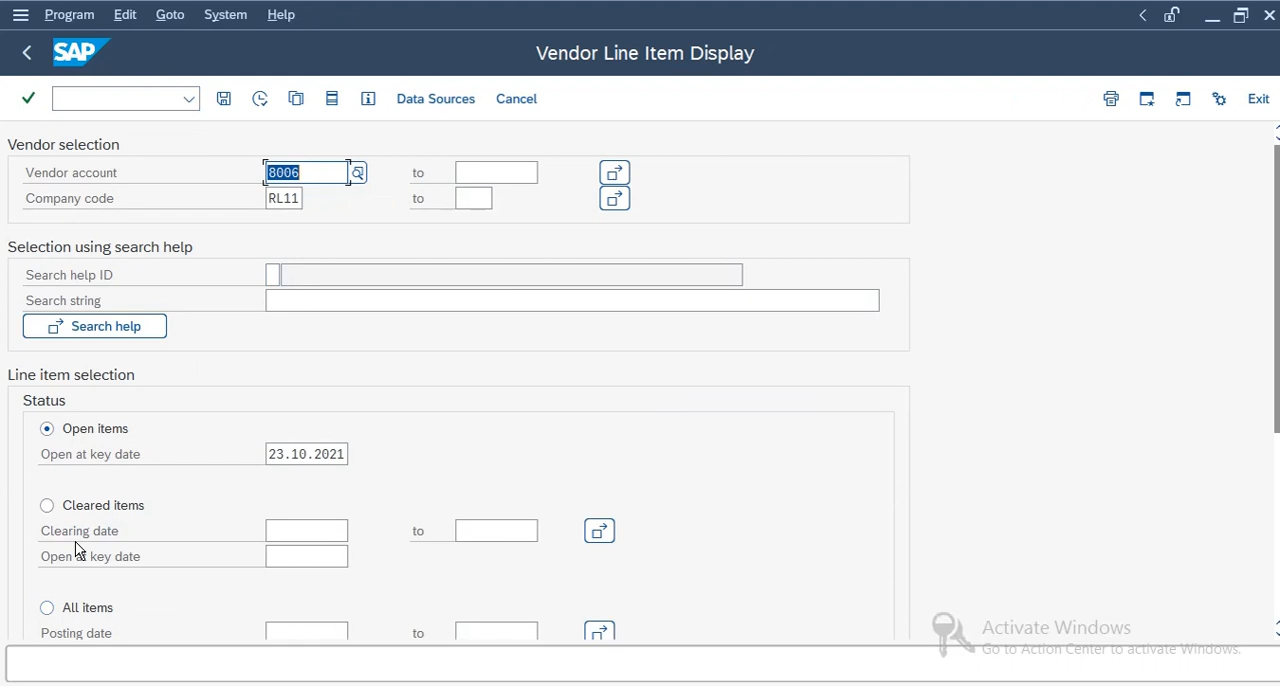 Program Edit Goto System Help
SAP Vendor Line Item Display
Data Sources Cancel Exit
Vendor selection
Vendor account 8006 to
Company code RL11 to
Selection using search help
Search help ID
Search string
Search help
Line item selection
Status
Open items
Open at key date 23.10.2021
Cleared items
Clearing date to
Open at key date
All items
Posting date to
Activate Windows
Go to Action Center to activate Windows.